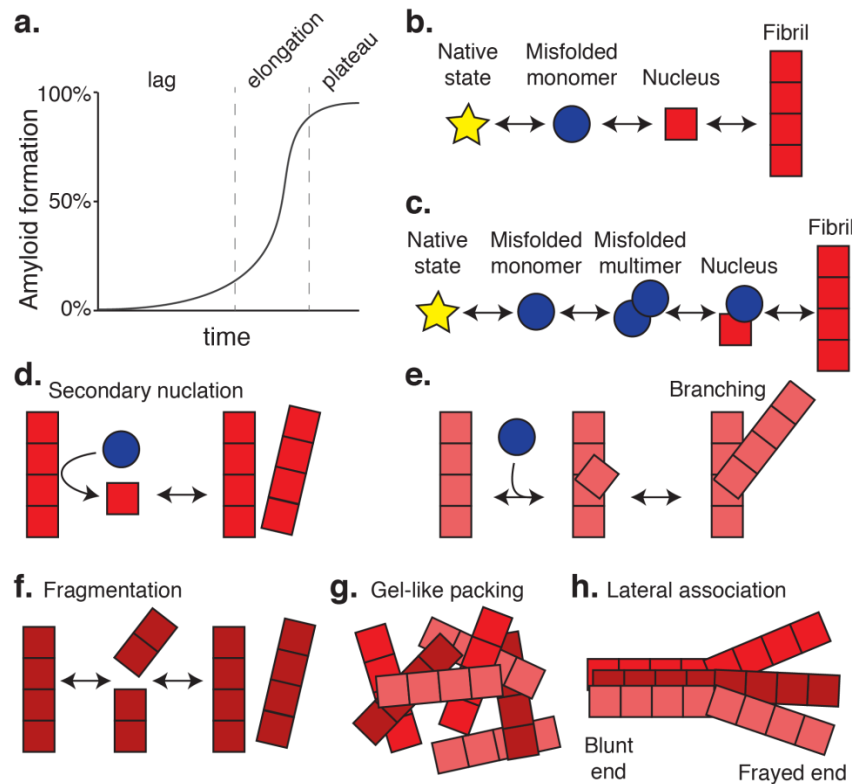 a.
lag
elongation
plateau
100%
50%
0%
Amyloid formation
time
b.
Native
state
Misfolded
monomer
Nucleus
Fibril
c.
Native
state
Misfolded
monomer
Misfolded
multimer
Nucleus
Fibril
d.
Secondary nuclation
e.
Branching
f. Fragmentation
g. Gel-like packing
h. Lateral association
Blunt
end
Frayed end